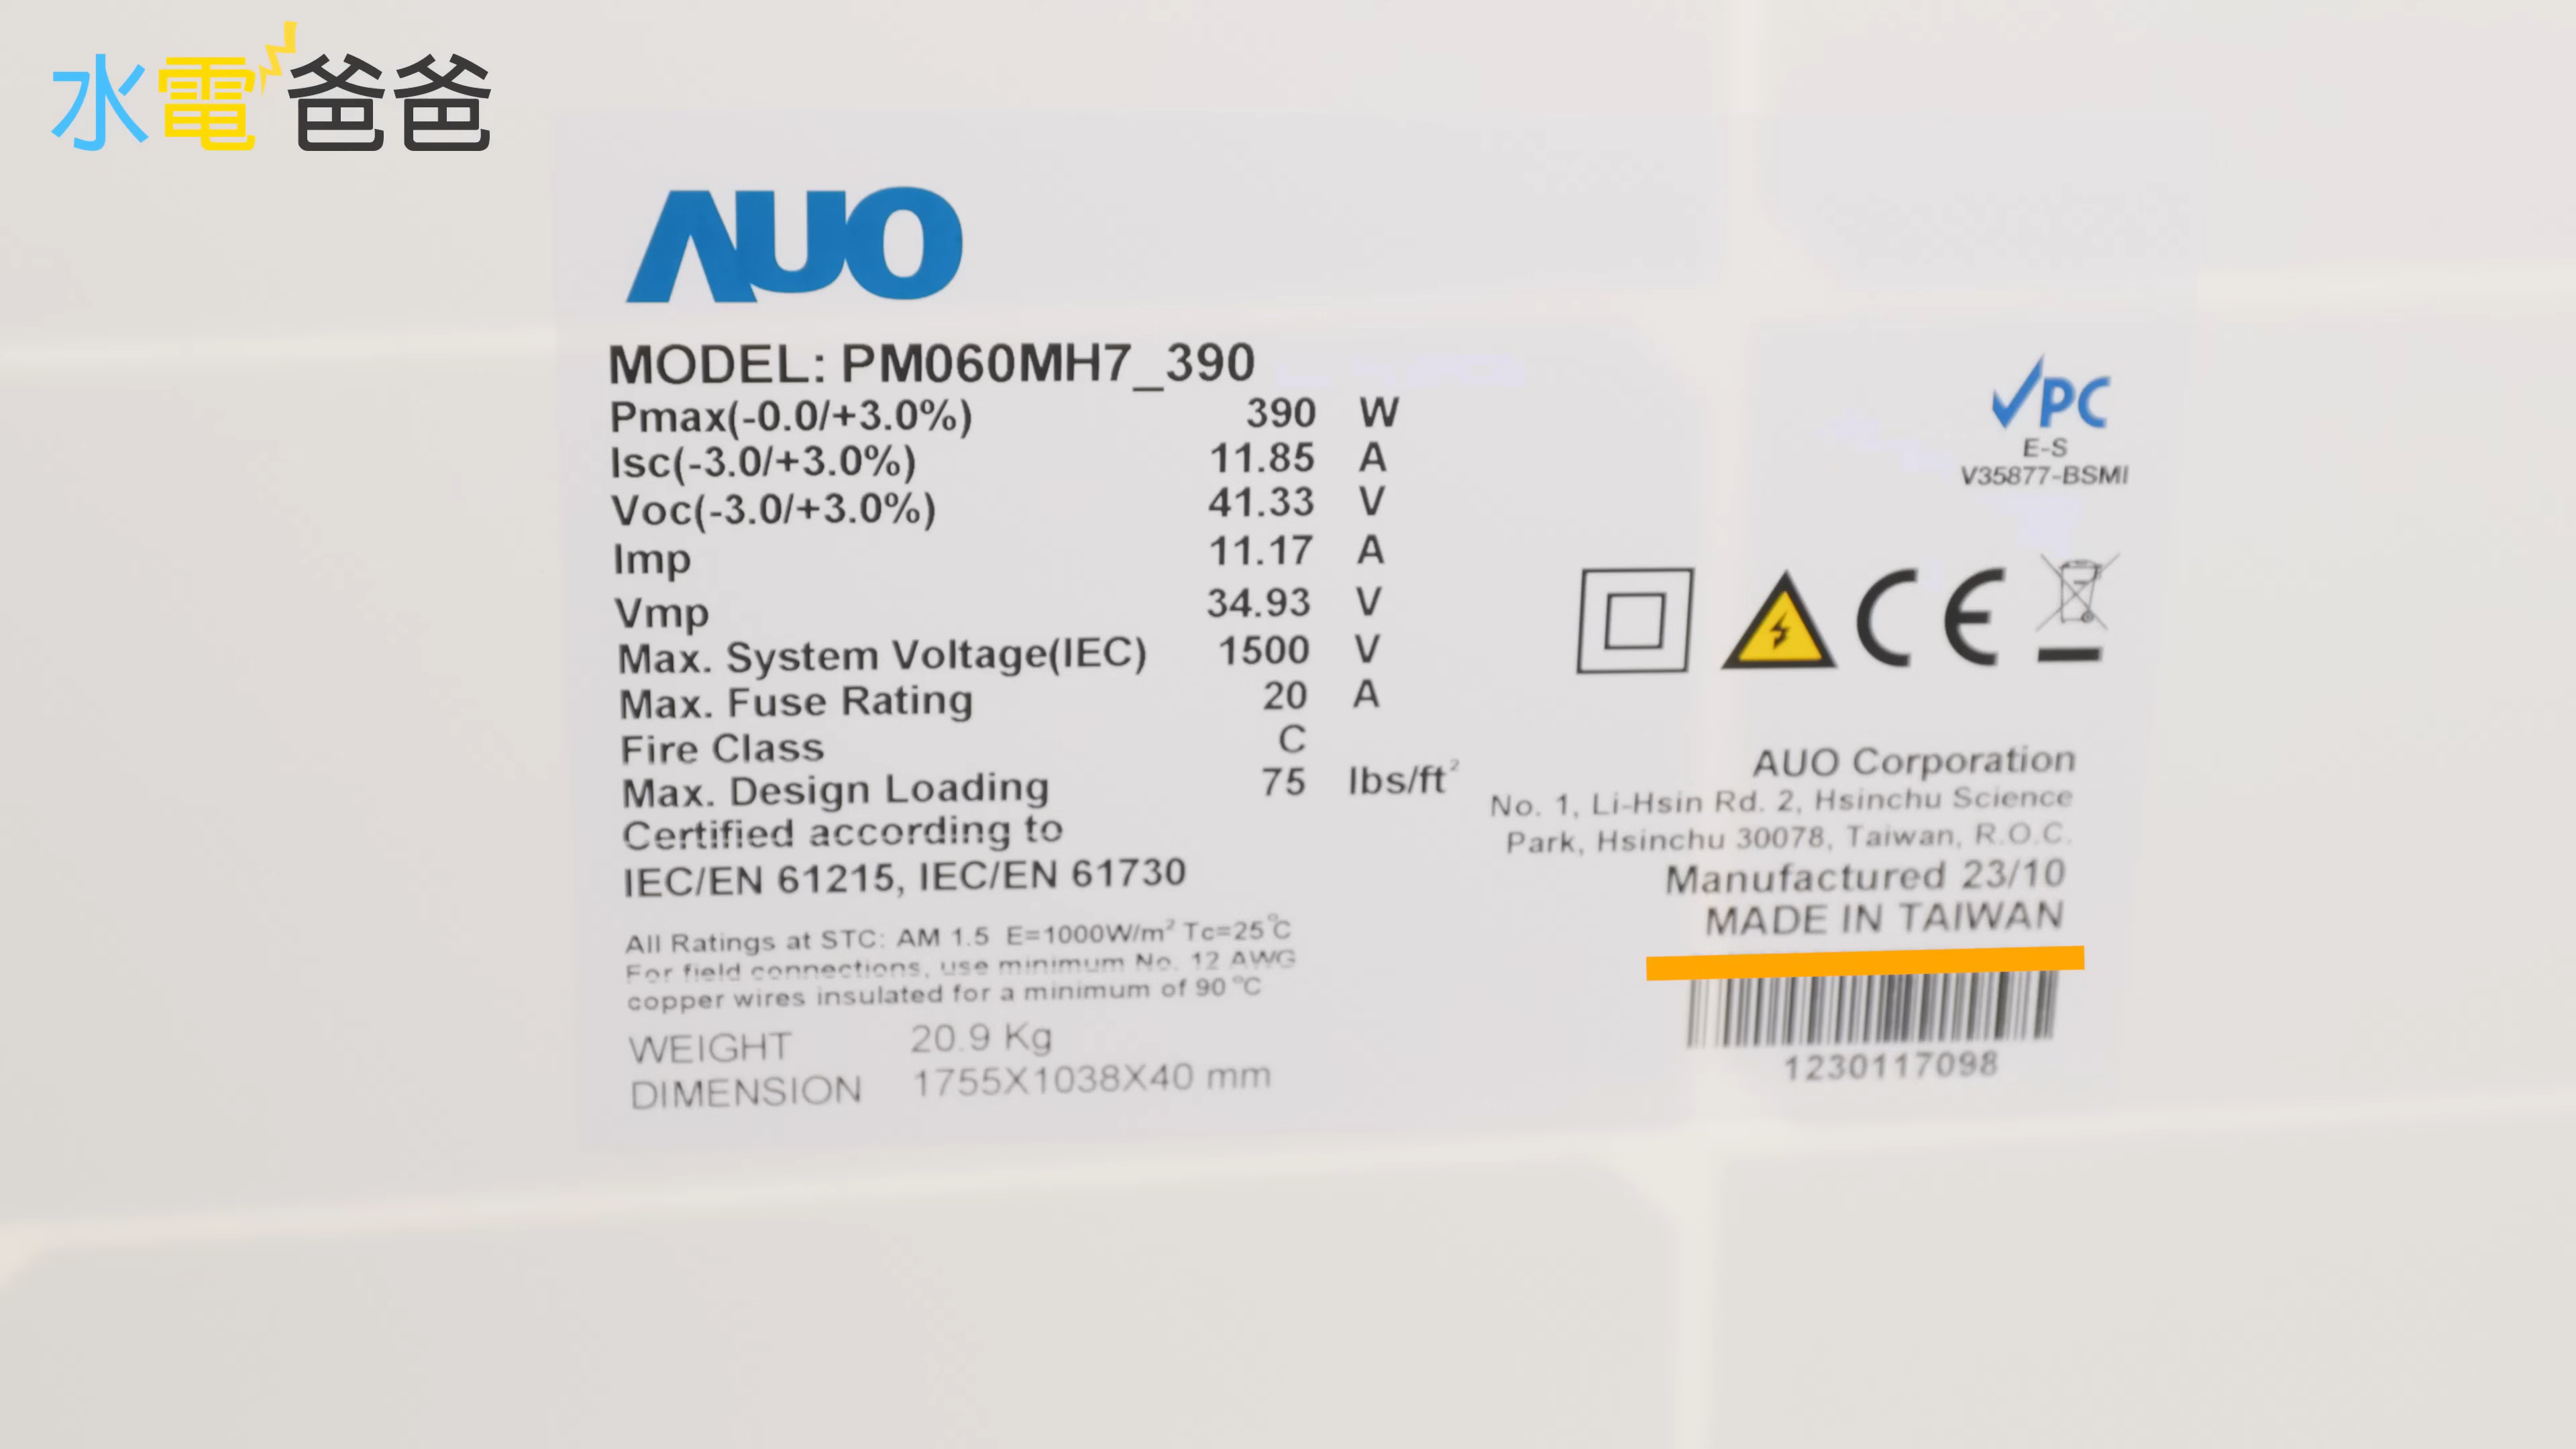 水電爸爸
AUO
MODEL: PM060MH7_390
Pmax(-0.0/+3.0%) 390 W
Isc(-3.0/+3.0%) 11.85 A
Voc(-3.0/+3.0%) 41.33 V
Imp 11.17 A
Vmp 34.93 V
Max. System Voltage(IEC) 1500 V
Max. Fuse Rating 20 A
Fire Class C
Max. Design Loading 75 lbs/ft²
Certified according to
IEC/EN 61215, IEC/EN 61730
All Ratings at STC: AM 1.5 E=1000W/m² Tc=25°C
For field connections, use minimum No. 12 AWG
copper wires insulated for a minimum of 90 °C
WEIGHT 20.9 Kg
DIMENSION 1755X1038X40 mm
VPC
E-S
V35877-BSMI
CE
AUO Corporation
No. 1, Li-Hsin Rd. 2, Hsinchu Science
Park, Hsinchu 30078, Taiwan, R.O.C.
Manufactured 23/10
MADE IN TAIWAN
1230117098